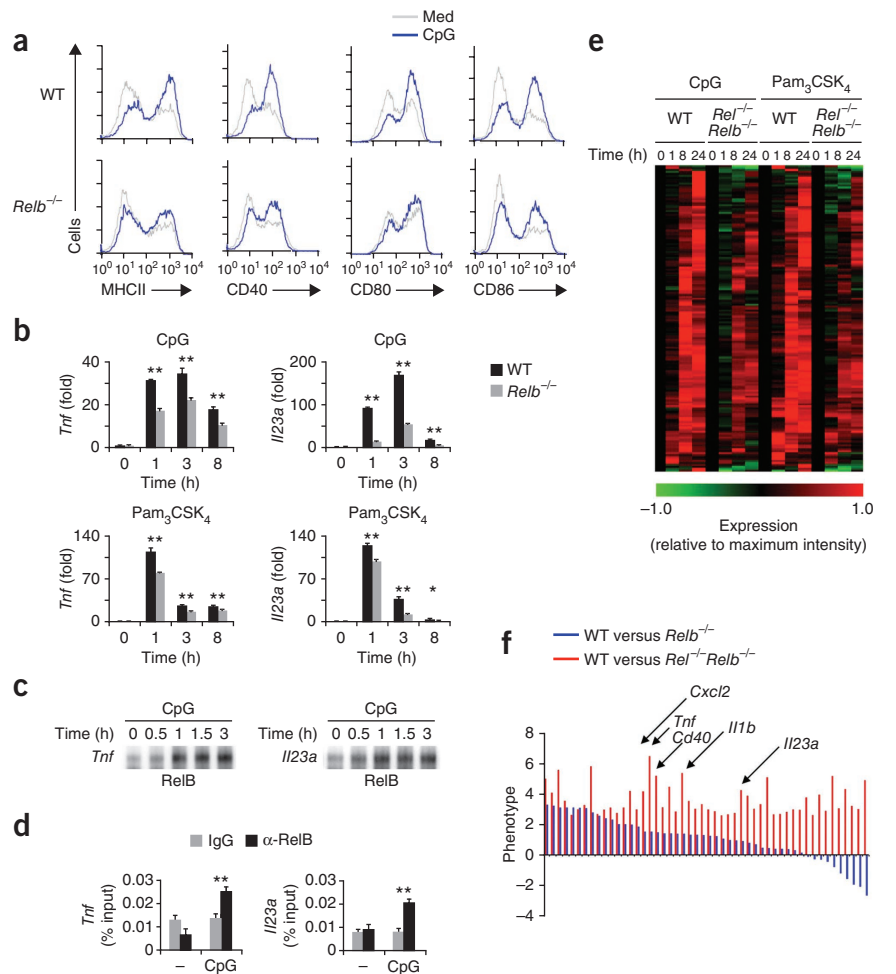 a
Med
CpG
WT
Relb–/–
Cells
10⁰ 10¹ 10² 10³ 10⁴
10⁰ 10¹ 10² 10³ 10⁴
10⁰ 10¹ 10² 10³ 10⁴
10⁰ 10¹ 10² 10³ 10⁴
MHCII
CD40
CD80
CD86
b
CpG
Tnf (fold)
40
20
0
** ** **
0 1 3 8
Time (h)
CpG
Il23a (fold)
200
100
0
** ** **
0 1 3 8
Time (h)
WT
Relb–/–
Pam₃CSK₄
Tnf (fold)
140
70
0
** ** **
0 1 3 8
Time (h)
Pam₃CSK₄
Il23a (fold)
140
70
0
** ** *
0 1 3 8
Time (h)
c
CpG
Time (h) 0 0.5 1 1.5 3
Tnf
RelB
CpG
Time (h) 0 0.5 1 1.5 3
Il23a
RelB
d
IgG
α-RelB
Tnf
(% input)
0.03
0.02
0.01
0
**
– CpG
Il23a
(% input)
0.03
0.02
0.01
0
**
– CpG
e
CpG
Pam₃CSK₄
WT
Rel–/–
Relb–/–
WT
Rel–/–
Relb–/–
Time (h) 0 1 8 24 0 1 8 24 0 1 8 24 0 1 8 24
–1.0
1.0
Expression
(relative to maximum intensity)
f
WT versus Relb–/–
WT versus Rel–/–Relb–/–
Cxcl2
Tnf
Cd40
Il1b
Il23a
Phenotype
8
6
4
2
0
−2
−4